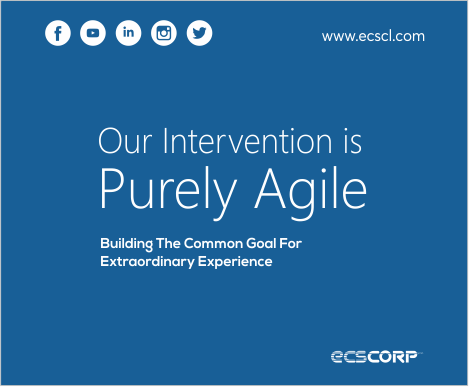 www.ecscl.com
Our Intervention is
Purely Agile
Building The Common Goal For
Extraordinary Experience
ecscorp